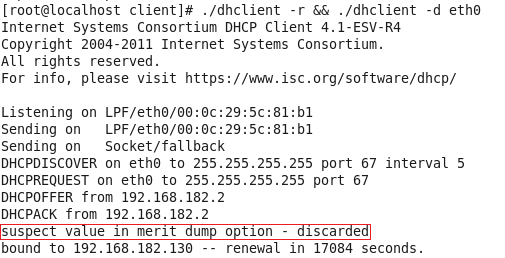 [root@localhost client]# ./dhclient -r && ./dhclient -d eth0
Internet Systems Consortium DHCP Client 4.1-ESV-R4
Copyright 2004-2011 Internet Systems Consortium.
All rights reserved.
For info, please visit https://www.isc.org/software/dhcp/

Listening on LPF/eth0/00:0c:29:5c:81:b1
Sending on   LPF/eth0/00:0c:29:5c:81:b1
Sending on   Socket/fallback
DHCPDISCOVER on eth0 to 255.255.255.255 port 67 interval 5
DHCPREQUEST on eth0 to 255.255.255.255 port 67
DHCPOFFER from 192.168.182.2
DHCPACK from 192.168.182.2
suspect value in merit dump option - discarded
bound to 192.168.182.130 -- renewal in 17084 seconds.